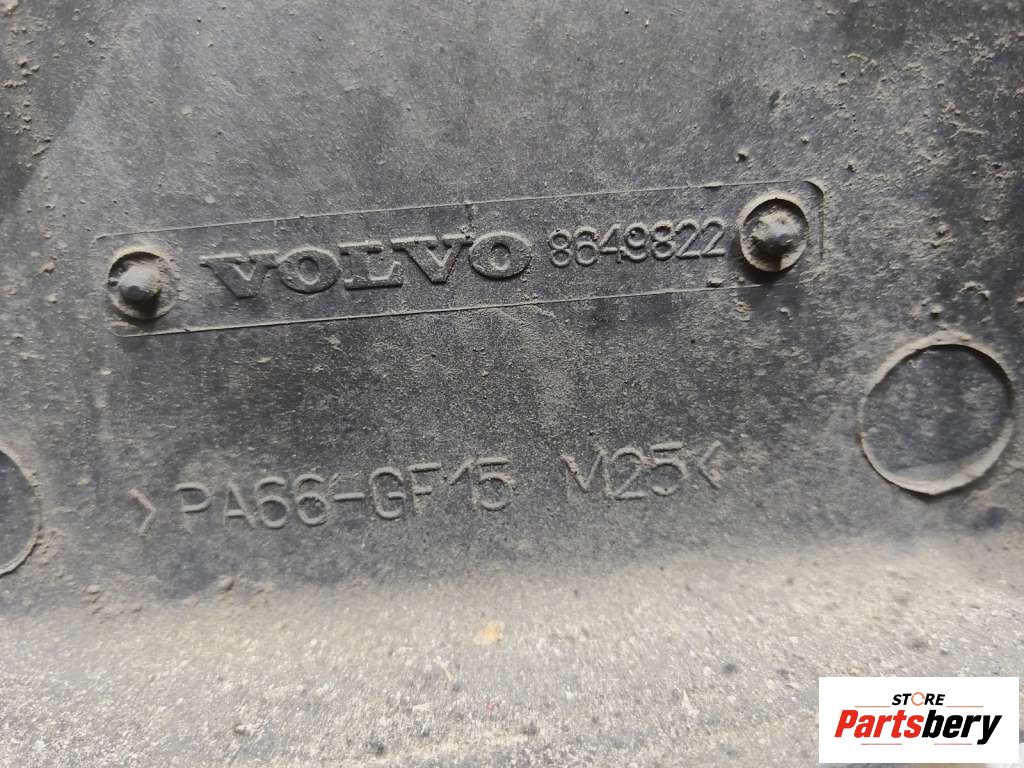 VOLVO 8649822
>PA66-GF15 M25<
STORE
Partsbery